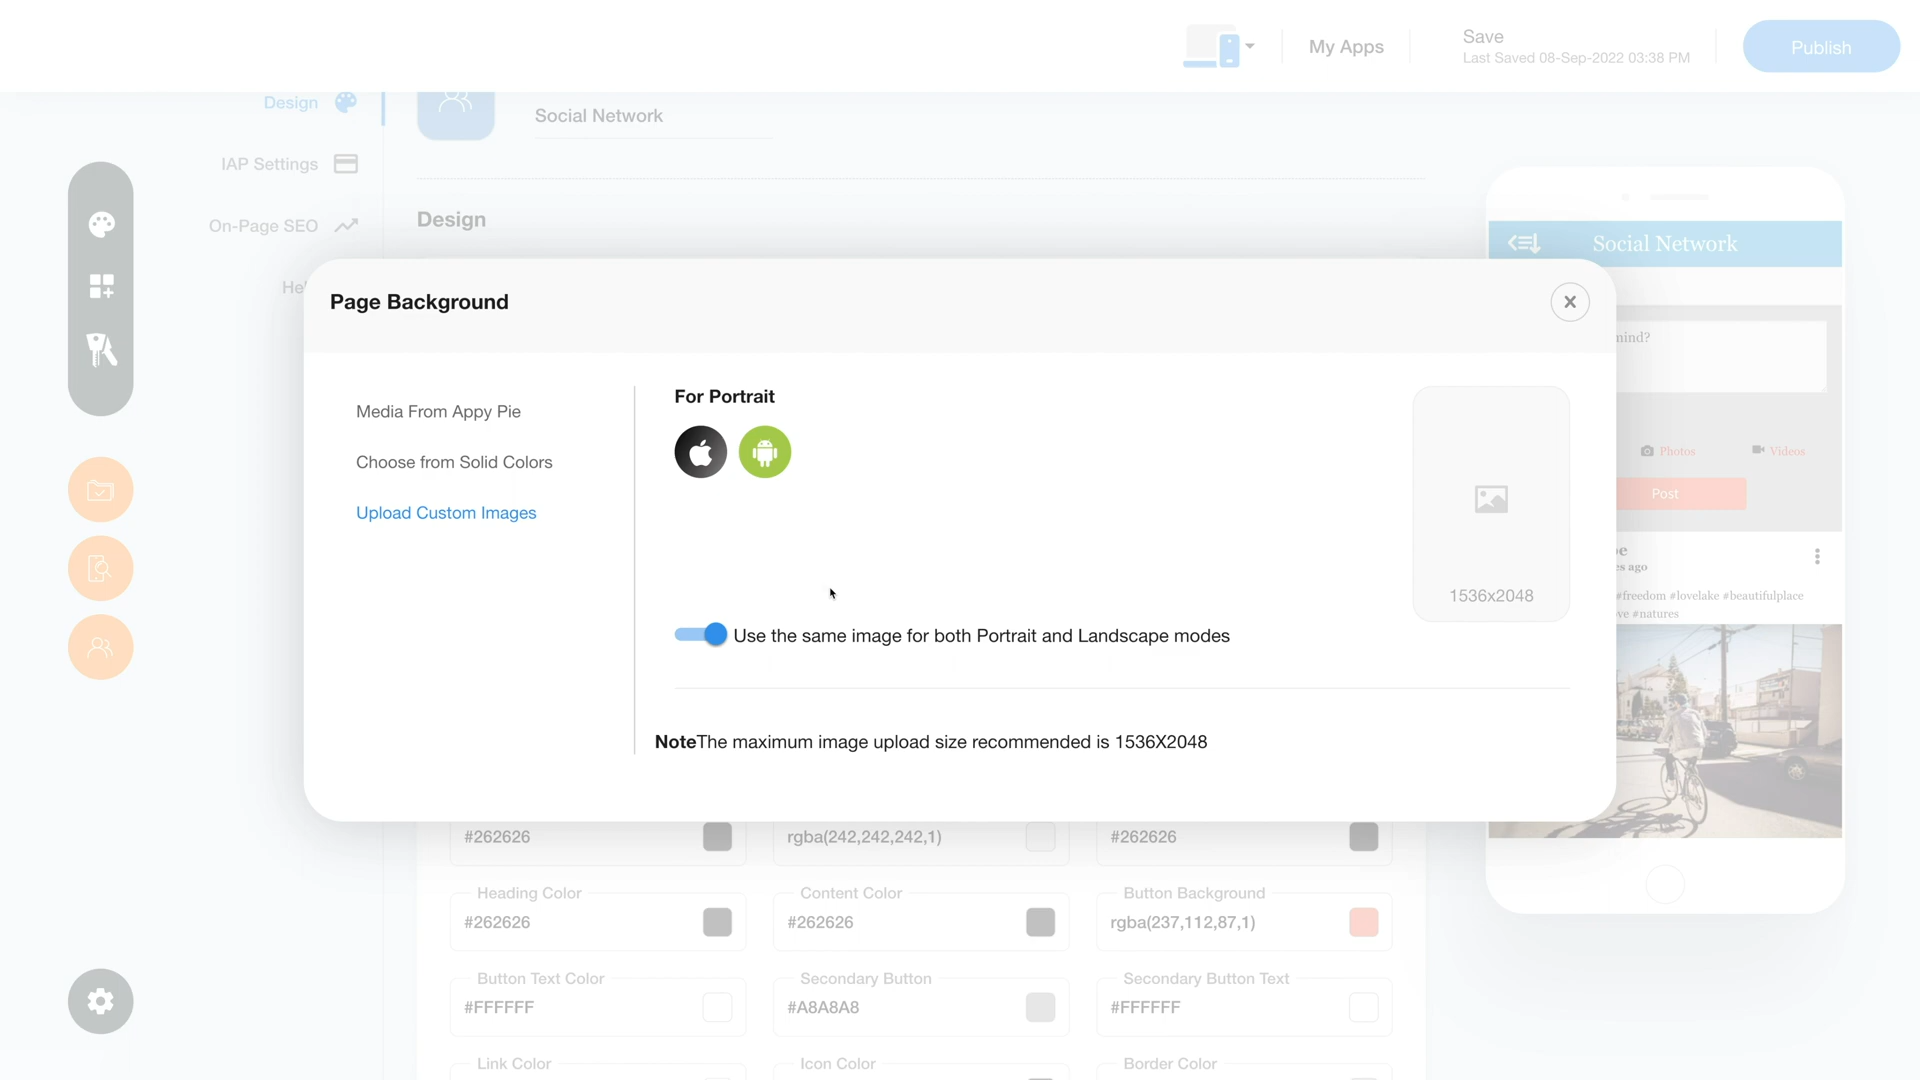 My Apps
Save
Last Saved 08-Sep-2022 03:38 PM
Publish
Design
Social Network
IAP Settings
On-Page SEO
Design
Social Network
Page Background
mind?
Media From Appy Pie
Choose from Solid Colors
Upload Custom Images
For Portrait
1536x2048
Use the same image for both Portrait and Landscape modes
NoteThe maximum image upload size recommended is 1536X2048
Photos
Videos
Post
es ago
#freedom #lovelake #beautifulplace
#natures
#262626
rgba(242,242,242,1)
#262626
Heading Color
#262626
Content Color
#262626
Button Background
rgba(237,112,87,1)
Button Text Color
#FFFFFF
Secondary Button
#A8A8A8
Secondary Button Text
#FFFFFF
Link Color
Icon Color
Border Color